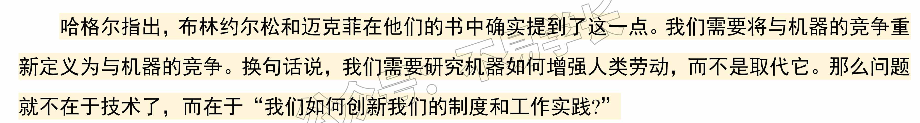 哈格尔指出，布林约尔松和迈克菲在他们的书中确实提到了这一点。我们需要将与机器的竞争重
新定义为与机器的竞争。换句话说，我们需要研究机器如何增强人类劳动，而不是取代它。那么问题
就不在于技术了，而在于“我们如何创新我们的制度和工作实践?”